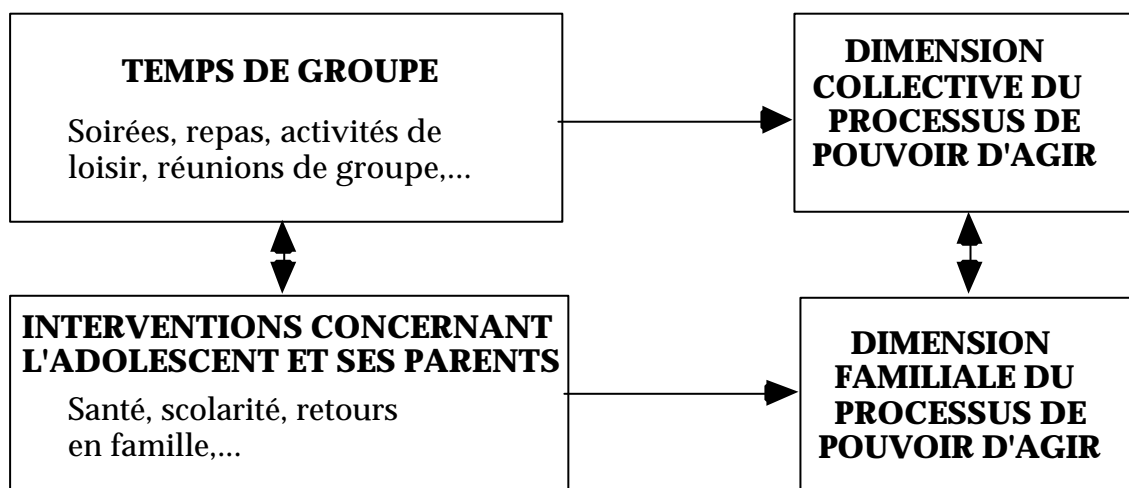 TEMPS DE GROUPE
Soirées, repas, activités de
loisir, réunions de groupe,...
DIMENSION
COLLECTIVE DU
PROCESSUS DE
POUVOIR D'AGIR
INTERVENTIONS CONCERNANT
L'ADOLESCENT ET SES PARENTS
Santé, scolarité, retours
en famille,...
DIMENSION
FAMILIALE DU
PROCESSUS DE
POUVOIR D'AGIR